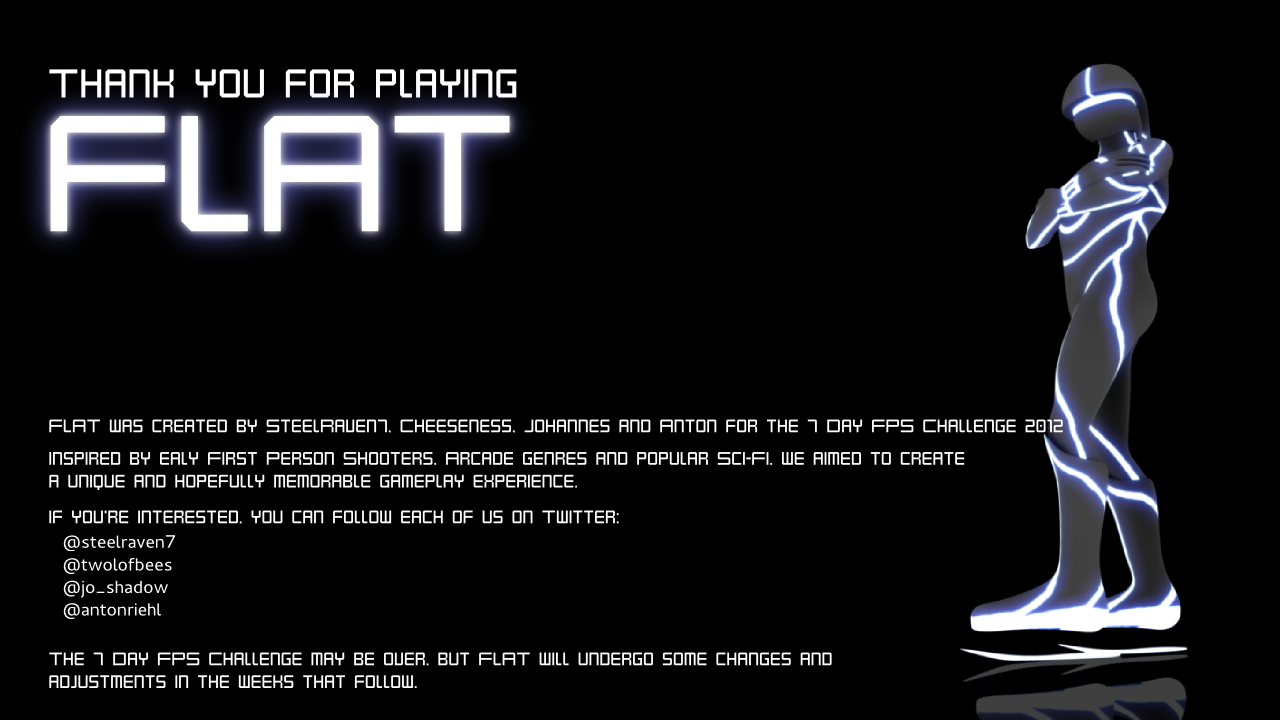 THANK YOU FOR PLAYING
FLAT
FLAT WAS CREATED BY STEELRAVEN7, CHEESENESS, JOHANNES AND ANTON FOR THE 7 DAY FPS CHALLENGE 2012
INSPIRED BY EALY FIRST PERSON SHOOTERS, ARCADE GENRES AND POPULAR SCI-FI, WE AIMED TO CREATE
A UNIQUE AND HOPEFULLY MEMORABLE GAMEPLAY EXPERIENCE.
IF YOU'RE INTERESTED, YOU CAN FOLLOW EACH OF US ON TWITTER:
@steelraven7
@twolofbees
@jo_shadow
@antonriehl
THE 7 DAY FPS CHALLENGE MAY BE OVER, BUT FLAT WILL UNDERGO SOME CHANGES AND
ADJUSTMENTS IN THE WEEKS THAT FOLLOW.